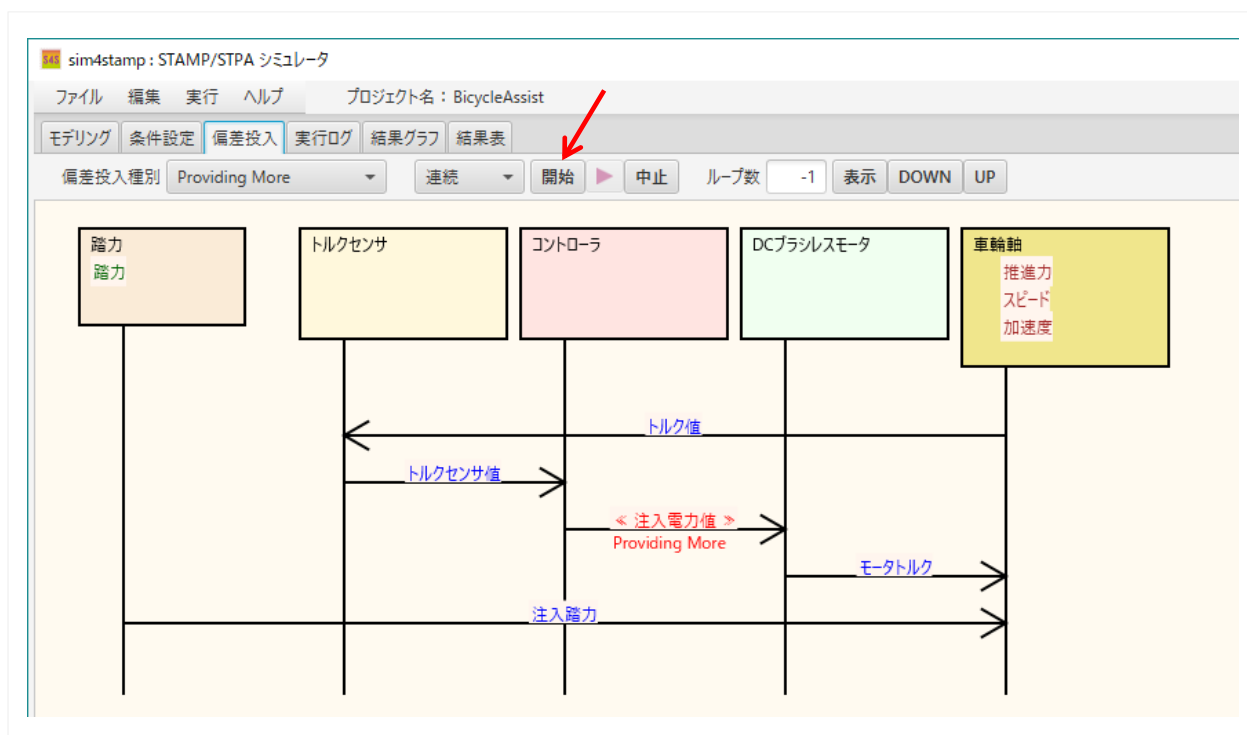 S4S sim4stamp : STAMP/STPA シミュレータ
ファイル 編集 実行 ヘルプ プロジェクト名：BicycleAssist
モデリング 条件設定 偏差投入 実行ログ 結果グラフ 結果表
偏差投入種別 Providing More 連続 開始 中止 ループ数 -1 表示 DOWN UP
踏力
踏力
トルクセンサ
コントローラ
DCブラシレスモータ
車輪軸
推進力
スピード
加速度
トルク値
トルクセンサ値
≪ 注入電力値 ≫
Providing More
モータトルク
注入踏力